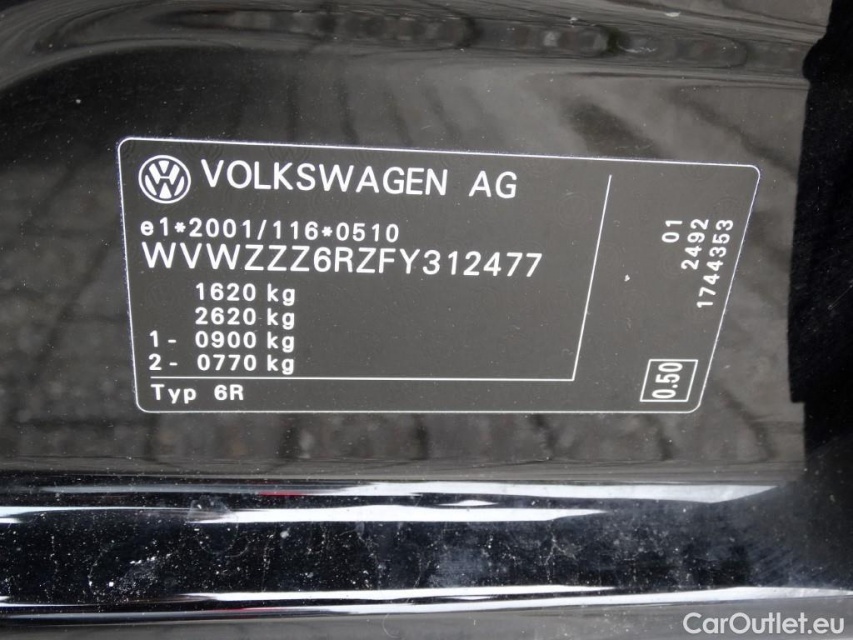 VOLKSWAGEN AG
e1*2001/116*0510
WVWZZZ6RZFY312477
1620 kg
2620 kg
1- 0900 kg
2- 0770 kg
Typ 6R
01
2492
1744353
0.50
CarOutlet.eu